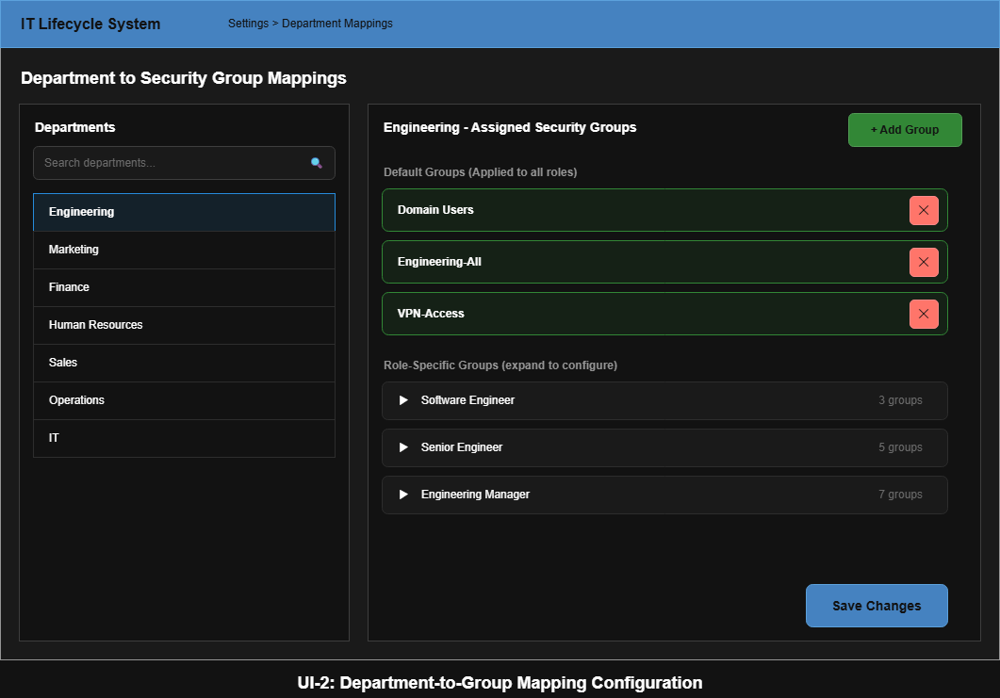 IT Lifecycle System
Settings > Department Mappings
Department to Security Group Mappings
Departments
Search departments...
Engineering
Marketing
Finance
Human Resources
Sales
Operations
IT
Engineering - Assigned Security Groups
+ Add Group
Default Groups (Applied to all roles)
Domain Users
Engineering-All
VPN-Access
Role-Specific Groups (expand to configure)
Software Engineer 3 groups
Senior Engineer 5 groups
Engineering Manager 7 groups
Save Changes
UI-2: Department-to-Group Mapping Configuration